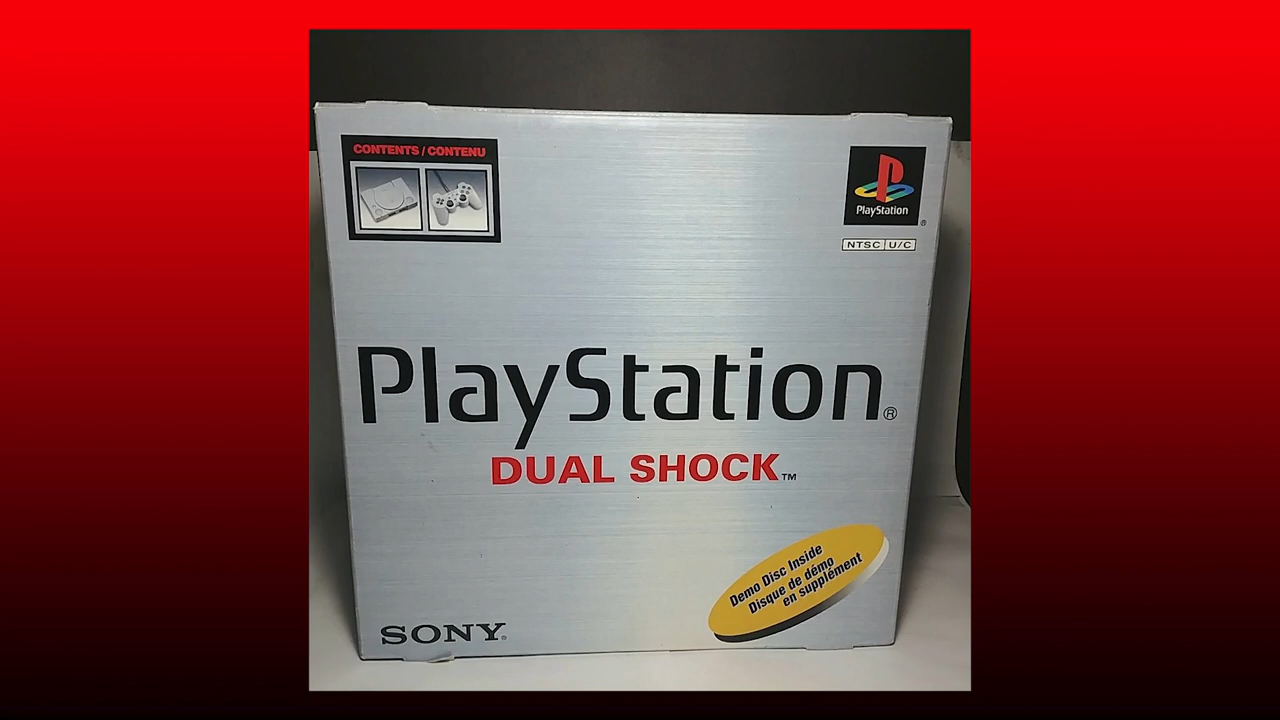 CONTENTS / CONTENU
PlayStation®
NTSC U/C
PlayStation®
DUAL SHOCK™
Demo Disc Inside
Disque de démo
en supplément
SONY®